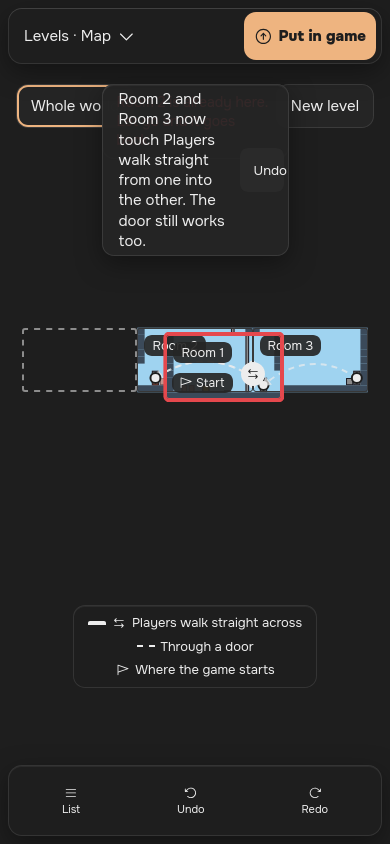 Levels · Map
Put in game
Whole wo
New level
Room 2 and
Room 3 now
touch Players
walk straight
from one into
the other. The
door still works
too.
Undo
Room 1
Room 3
Start
Players walk straight across
Through a door
Where the game starts
List
Undo
Redo